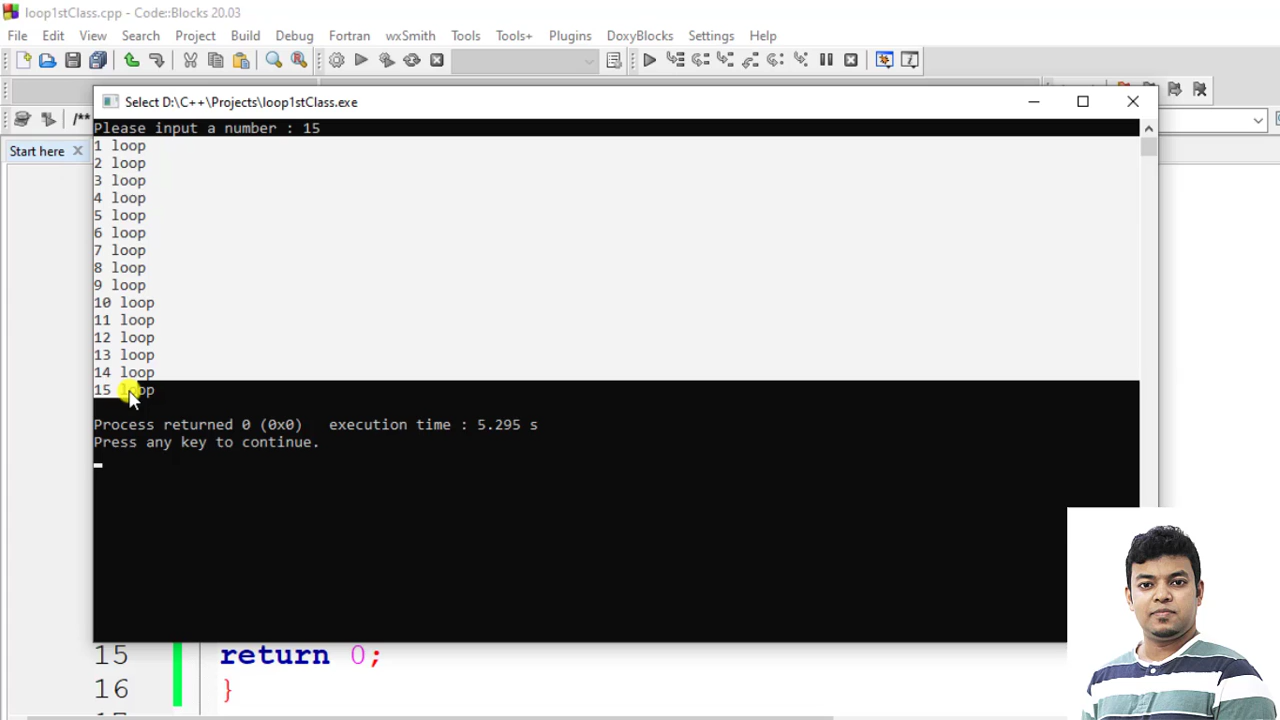 loop1stClass.cpp - Code::Blocks 20.03
File Edit View Search Project Build Debug Fortran wxSmith Tools Tools+ Plugins DoxyBlocks Settings Help
Select D:\C++\Projects\loop1stClass.exe
/**
Start here
Please input a number : 15
1 loop
2 loop
3 loop
4 loop
5 loop
6 loop
7 loop
8 loop
9 loop
10 loop
11 loop
12 loop
13 loop
14 loop
15 loop
Process returned 0 (0x0)   execution time : 5.295 s
Press any key to continue.
15 return 0;
16 }